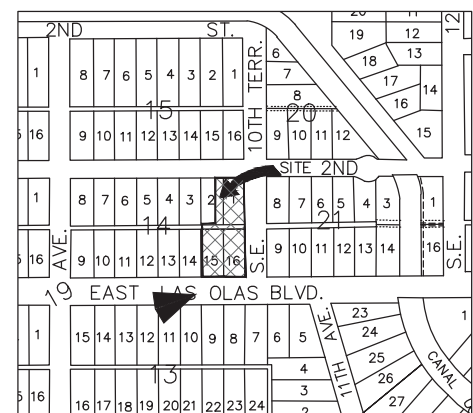 2ND ST.
20 11 12
19 12
18 13
17 14
16
15
1 8 7 6 5 4 3 2 1
6
7
8
15 20
16 9 10 11 12 13 14 15 16
10TH TERR.
9 10 11 12
SITE 2ND
1 8 7 6 5 4 3 2
8 7 6 5 4 3 1
14 21
16 9 10 11 12 13 14 15 16
9 10 11 12 13 14 16
AVE.
S.E.
S.E.
19 EAST LAS OLAS BLVD.
1 15 14 13 12 11 10 9 8 7 6 5
4
3
2
13
16 16 17 18 19 20 21 22 23 24
11TH AVE.
23
24
25
26
27
CANAL
1